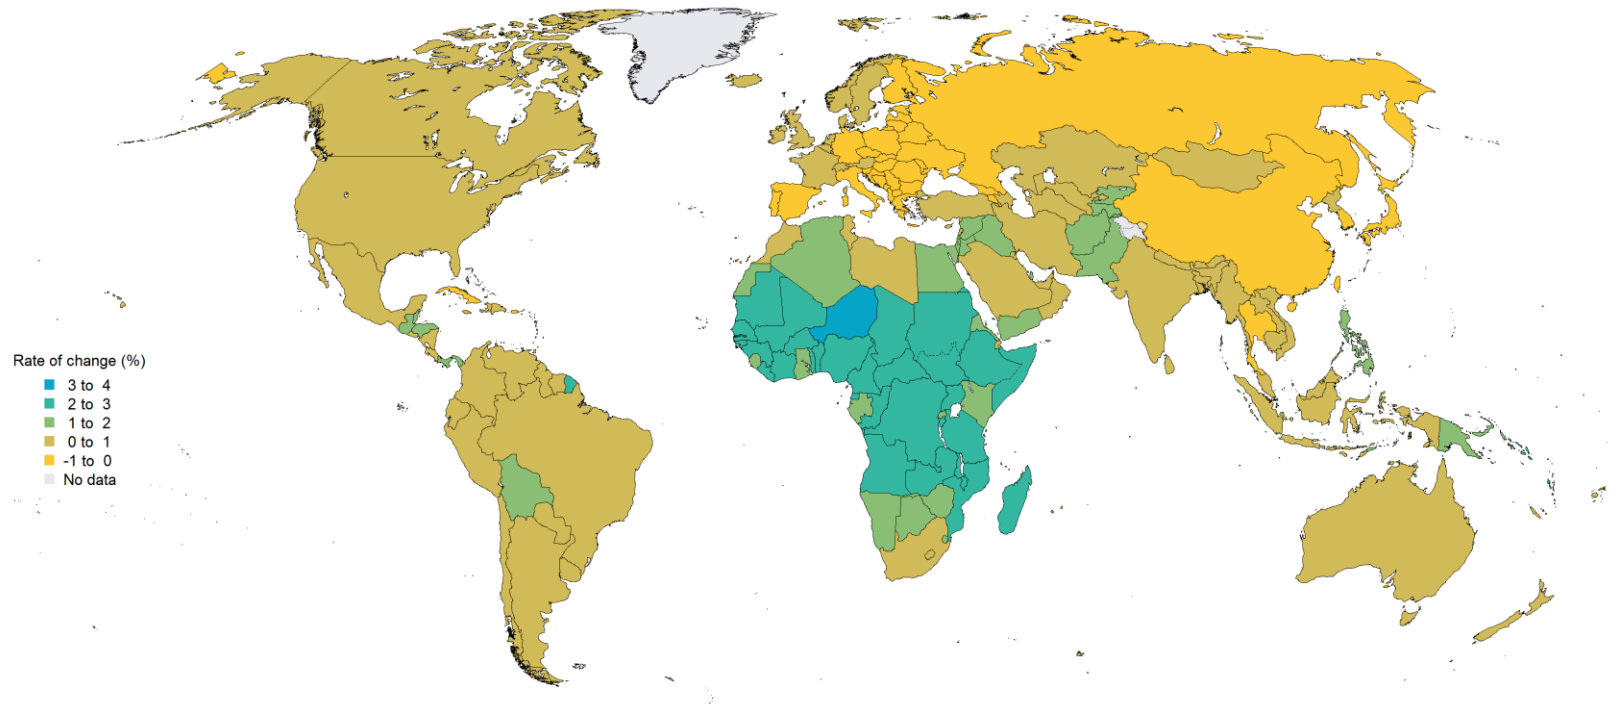 Rate of change (%)
3 to 4
2 to 3
1 to 2
0 to 1
-1 to 0
No data